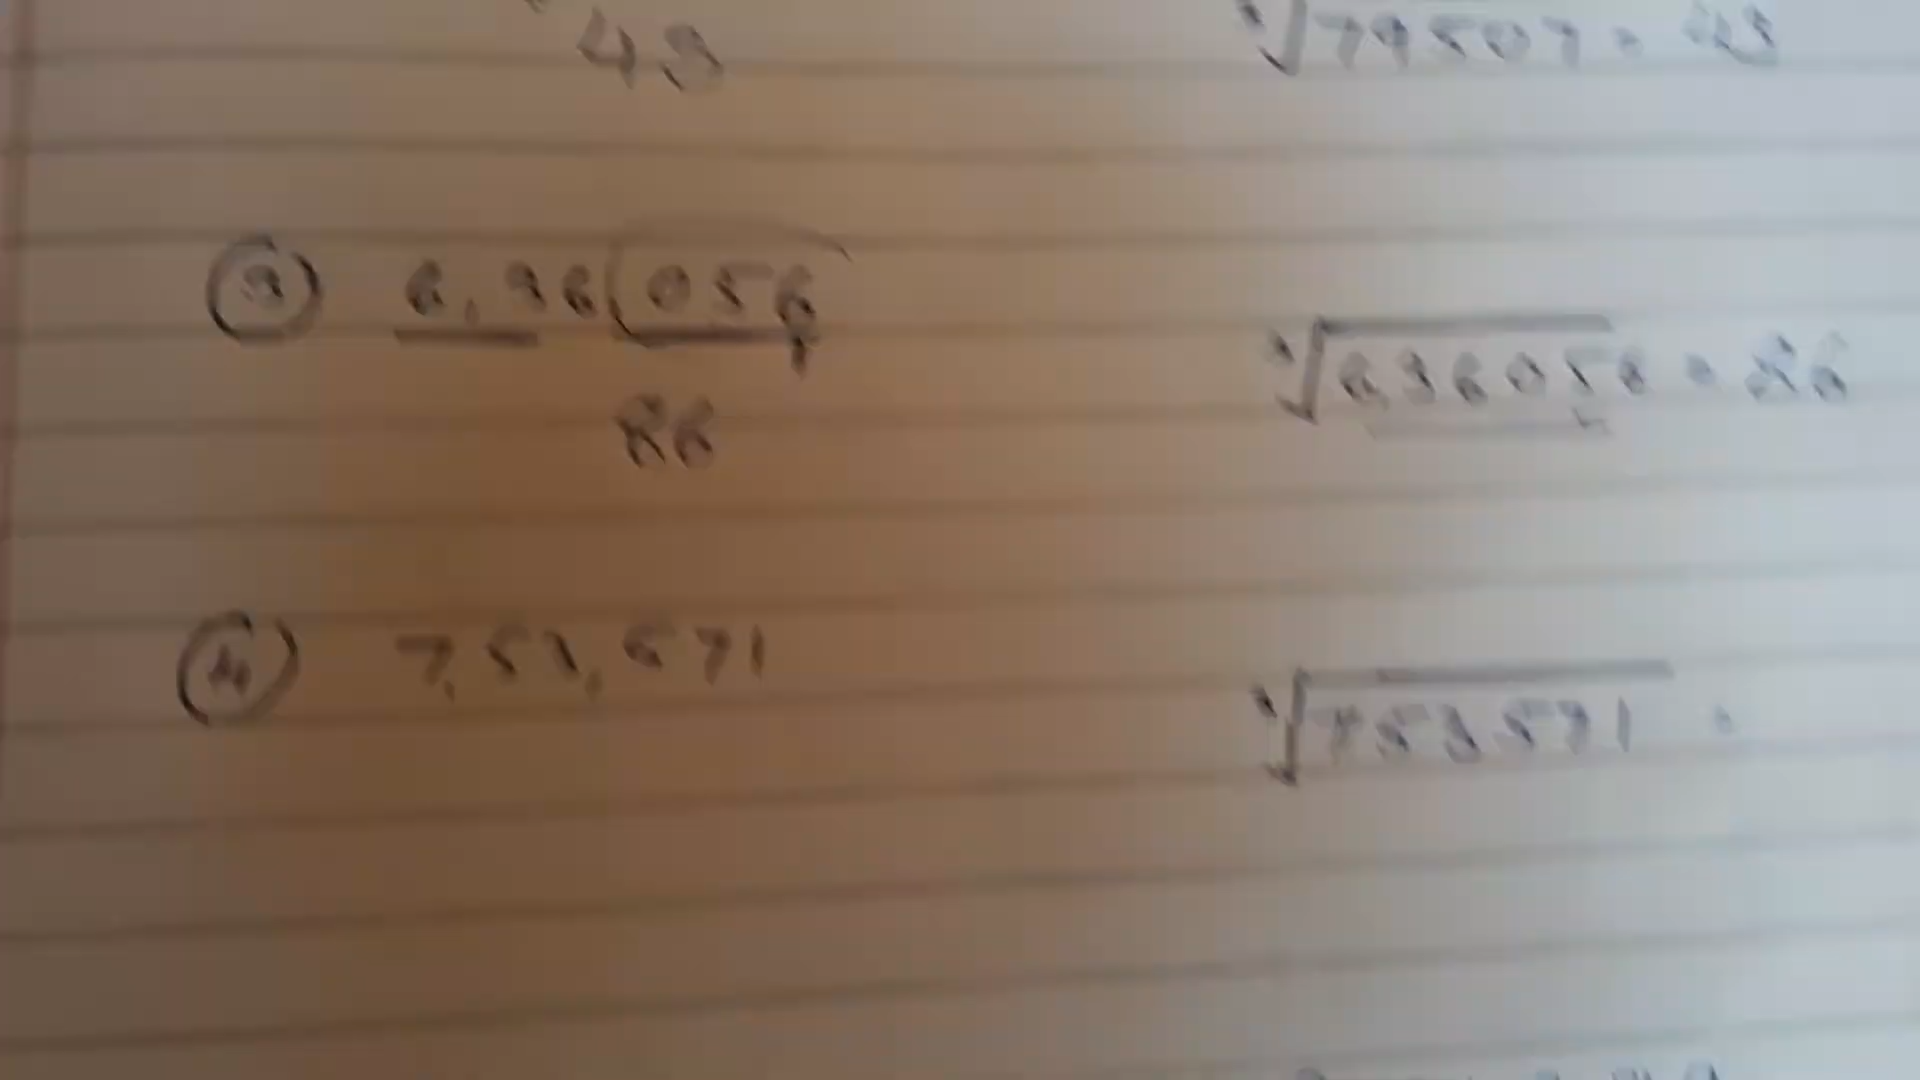 43
∛79507 = 43
③ 6,36 056
∛636056 = 86
86
④ 7,53,571
∛753571 =